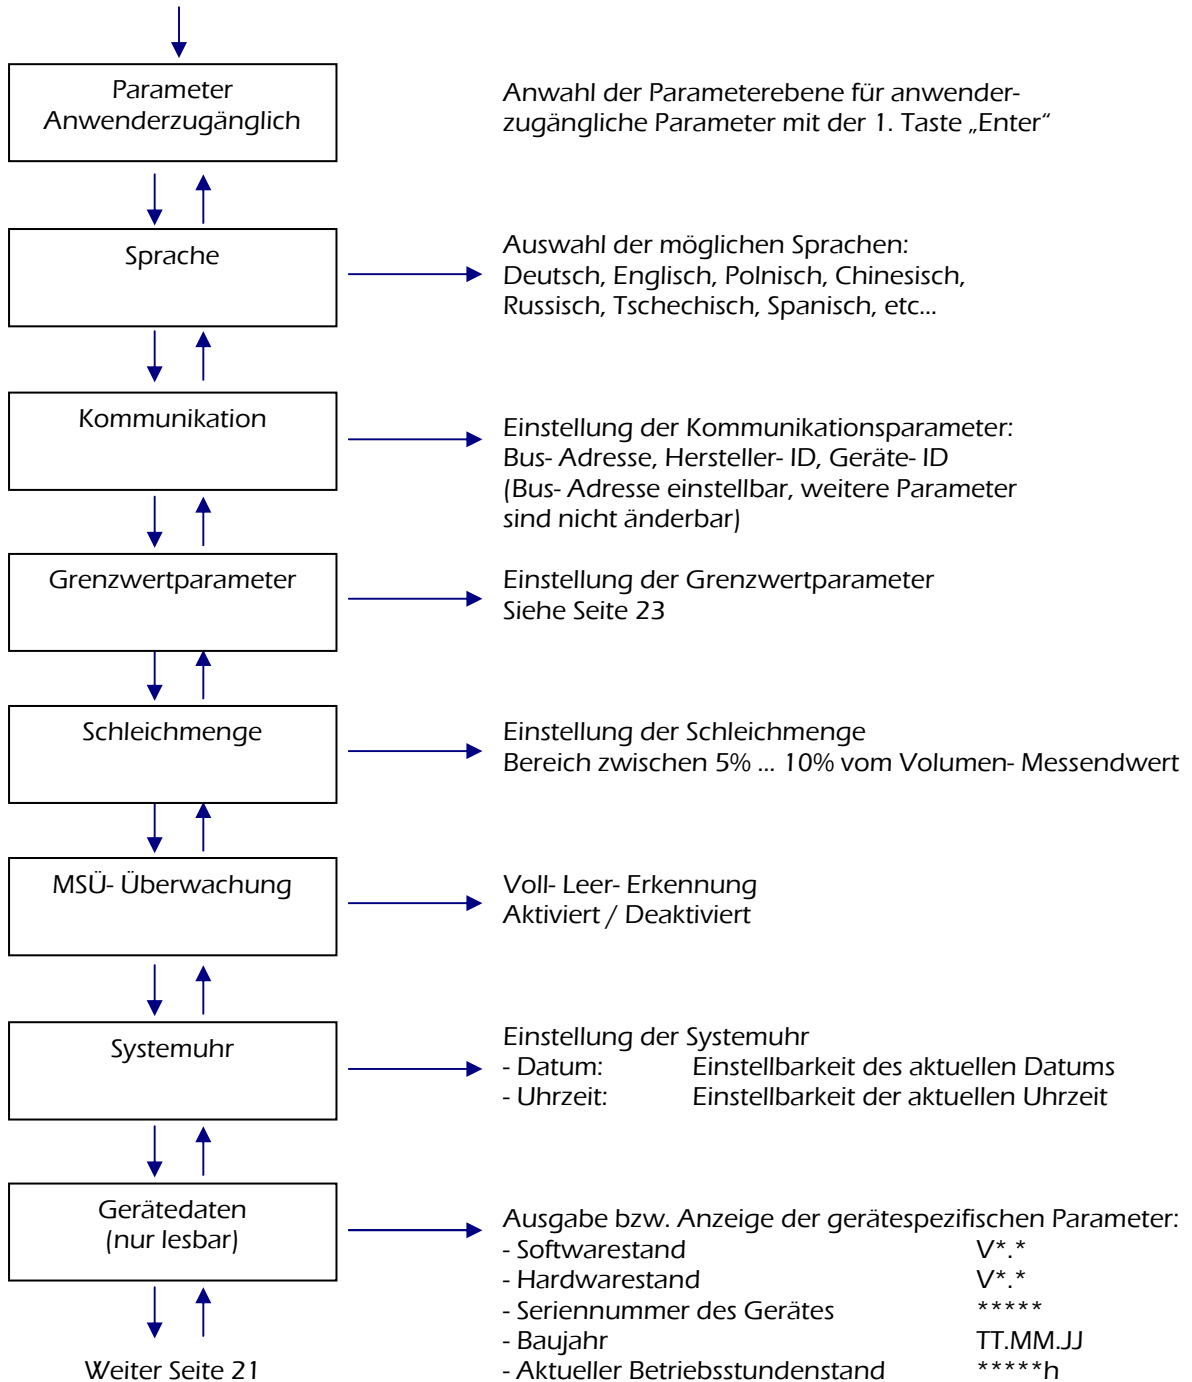 Parameter
Anwenderzugänglich
Anwahl der Parameterebene für anwender-
zugängliche Parameter mit der 1. Taste „Enter“
Sprache
Auswahl der möglichen Sprachen:
Deutsch, Englisch, Polnisch, Chinesisch,
Russisch, Tschechisch, Spanisch, etc...
Kommunikation
Einstellung der Kommunikationsparameter:
Bus- Adresse, Hersteller- ID, Geräte- ID
(Bus- Adresse einstellbar, weitere Parameter
sind nicht änderbar)
Grenzwertparameter
Einstellung der Grenzwertparameter
Siehe Seite 23
Schleichmenge
Einstellung der Schleichmenge
Bereich zwischen 5% ... 10% vom Volumen- Messendwert
MSÜ- Überwachung
Voll- Leer- Erkennung
Aktiviert / Deaktiviert
Systemuhr
Einstellung der Systemuhr
- Datum: Einstellbarkeit des aktuellen Datums
- Uhrzeit: Einstellbarkeit der aktuellen Uhrzeit
Gerätedaten
(nur lesbar)
Ausgabe bzw. Anzeige der gerätespezifischen Parameter:
- Softwarestand V*.*
- Hardwarestand V*.*
- Seriennummer des Gerätes *****
- Baujahr TT.MM.JJ
- Aktueller Betriebsstundenstand *****h
Weiter Seite 21